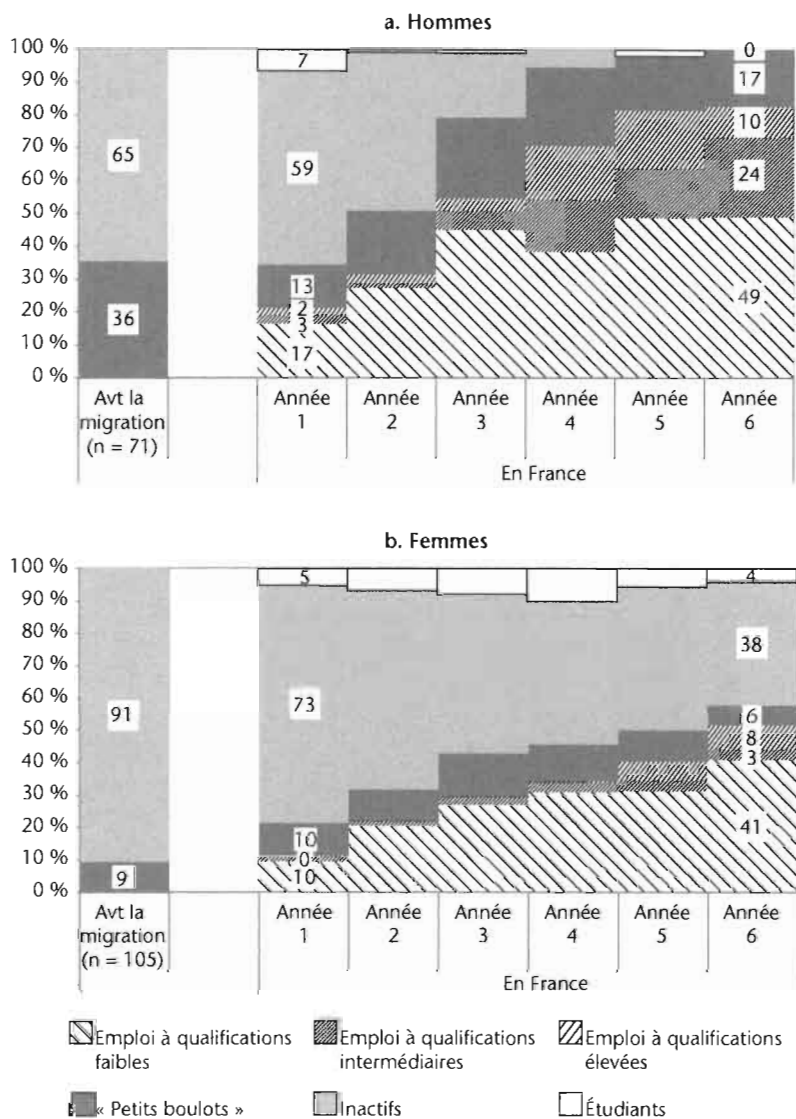 a. Hommes
100 %
90 %
80 %
70 %
60 %
50 %
40 %
30 %
20 %
10 %
0 %
65
36
7
59
13
2
3
17
0
17
10
24
49
Avt la
migration
(n = 71)
Année
1
Année
2
Année
3
Année
4
Année
5
Année
6
En France
b. Femmes
100 %
90 %
80 %
70 %
60 %
50 %
40 %
30 %
20 %
10 %
0 %
91
9
5
73
10
0
10
4
38
6
8
3
41
Avt la
migration
(n = 105)
Année
1
Année
2
Année
3
Année
4
Année
5
Année
6
En France
Emploi à qualifications
faibles
Emploi à qualifications
intermédiaires
Emploi à qualifications
élevées
« Petits boulots »
Inactifs
Étudiants